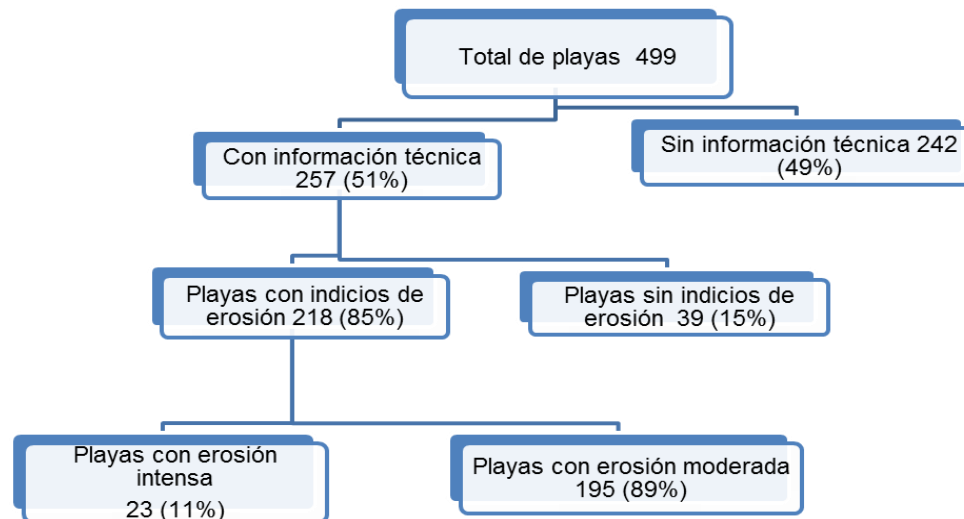 Total de playas 499
Con información técnica
257 (51%)
Sin información técnica 242
(49%)
Playas con indicios de
erosión 218 (85%)
Playas sin indicios de
erosión 39 (15%)
Playas con erosión
intensa
23 (11%)
Playas con erosión moderada
195 (89%)